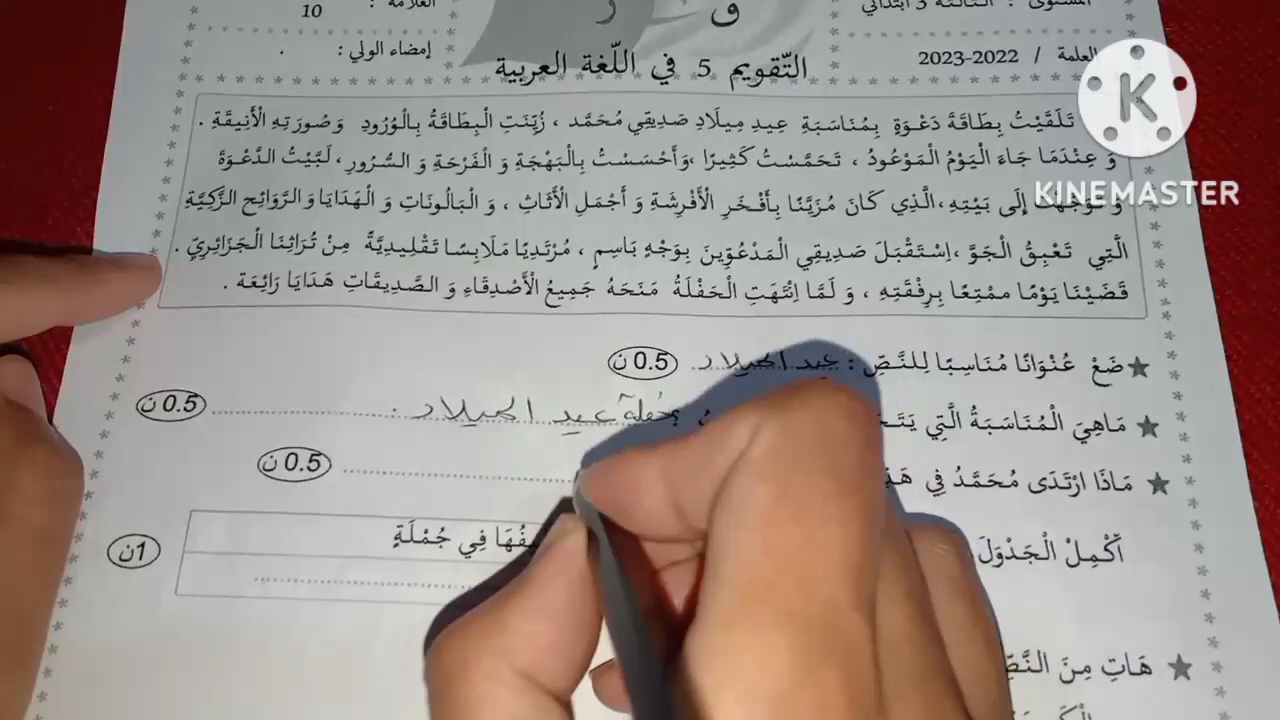 المستوى : الثالثة 3 ابتدائي
العلامة : 10
العلمة / 2022-2023
إمضاء الولي :
ق ر
التّقويم 5 في اللّغة العربية
K
KINEMASTER
تَلَقَّيْتُ بِطَاقَةَ دَعْوَةٍ بِمُنَاسَبَةِ عِيدِ مِيلَادِ صَدِيقِي مُحَمَّد ، زُيِّنَتِ الْبِطَاقَةُ بِالْوُرُودِ وَصُورَتِهِ الْأَنِيقَةِ .
وَ عِنْدَمَا جَاءَ الْيَوْمُ الْمَوْعُودُ ، تَحَمَّسْتُ كَثِيرًا ،وَأَحْسَسْتُ بِالْبَهْجَةِ وَ الْفَرْحَةِ وَ السُّرُورِ، لَبَّيْتُ الدَّعْوَةَ
وَ تَوَجَّهْتُ إِلَى بَيْتِهِ ،الَّذِي كَانَ مُزَيَّنًا بِأَفْخَرِ الْأَفْرِشَةِ وَ أَجْمَلِ الْأَثَاثِ ، وَ الْبَالُونَاتِ وَ الْهَدَايَا وَ الرَّوَائِحِ الزَّكِيَّةِ
الَّتِي تَعْبِقُ الْجَوَّ ،اِسْتَقْبَلَ صَدِيقِي الْمَدْعُوِّينَ بِوَجْهٍ بَاسِمٍ ، مُرْتَدِيًا مَلَابِسًا تَقْلِيدِيَّةً مِنْ تُرَاثِنَا الْجَزَائِرِيِّ .
قَضَيْنَا يَوْمًا ممْتِعًا بِرِفْقَتِهِ ، وَ لَمَّا اِنْتَهَتِ الْحَفْلَةُ مَنَحَهُ جَمِيعُ الْأَصْدِقَاءِ وَ الصَّدِيقَاتِ هَدَايَا رَائِعَة .
ضَعْ عُنْوَانًا مُنَاسِبًا لِلنَّصِّ : عيد الميلاد 0.5 ن
مَاهِيَ الْمُنَاسَبَةُ الَّتِي حفلة عيد الميلاد . 0.5 ن
مَاذَا ارْتَدَى مُحَمَّدُ فِي 0.5 ن
أَكْمِلْ الْجَدْوَلَ فِي جُمْلَةٍ 1ن
هَاتِ مِنَ النَّصِّ